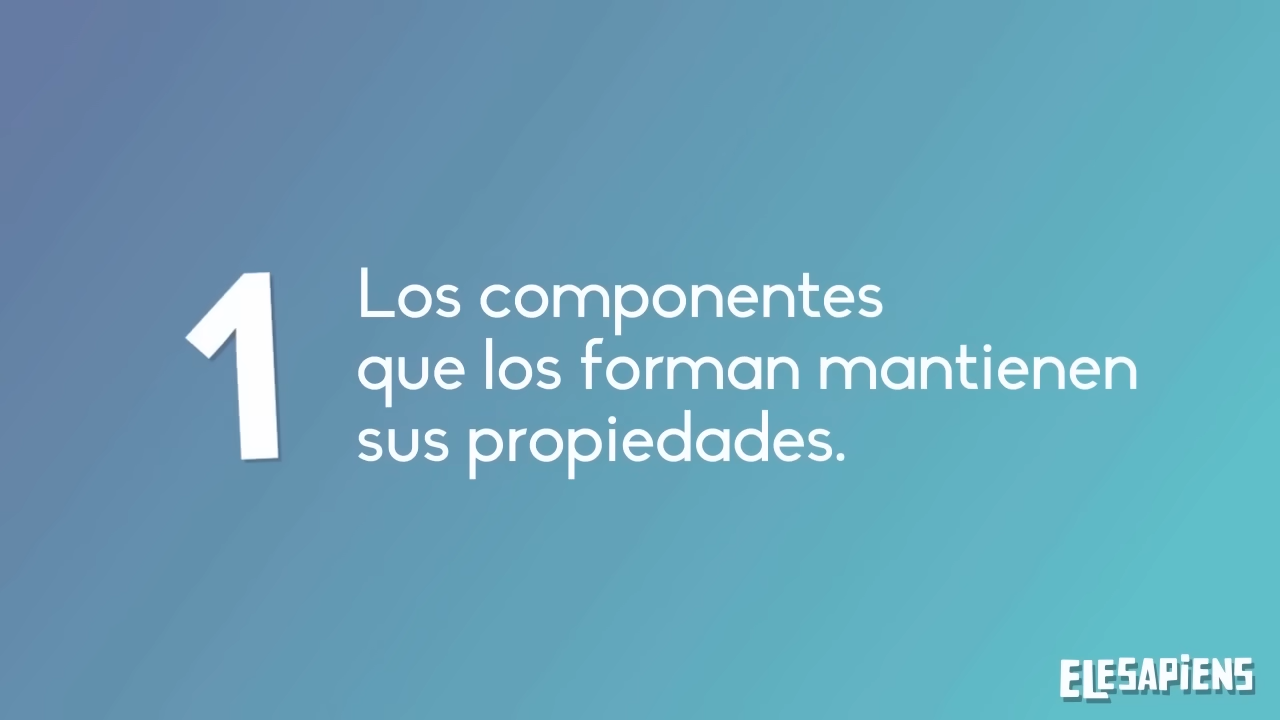 1
Los componentes
que los forman mantienen
sus propiedades.
ELESAPiENS